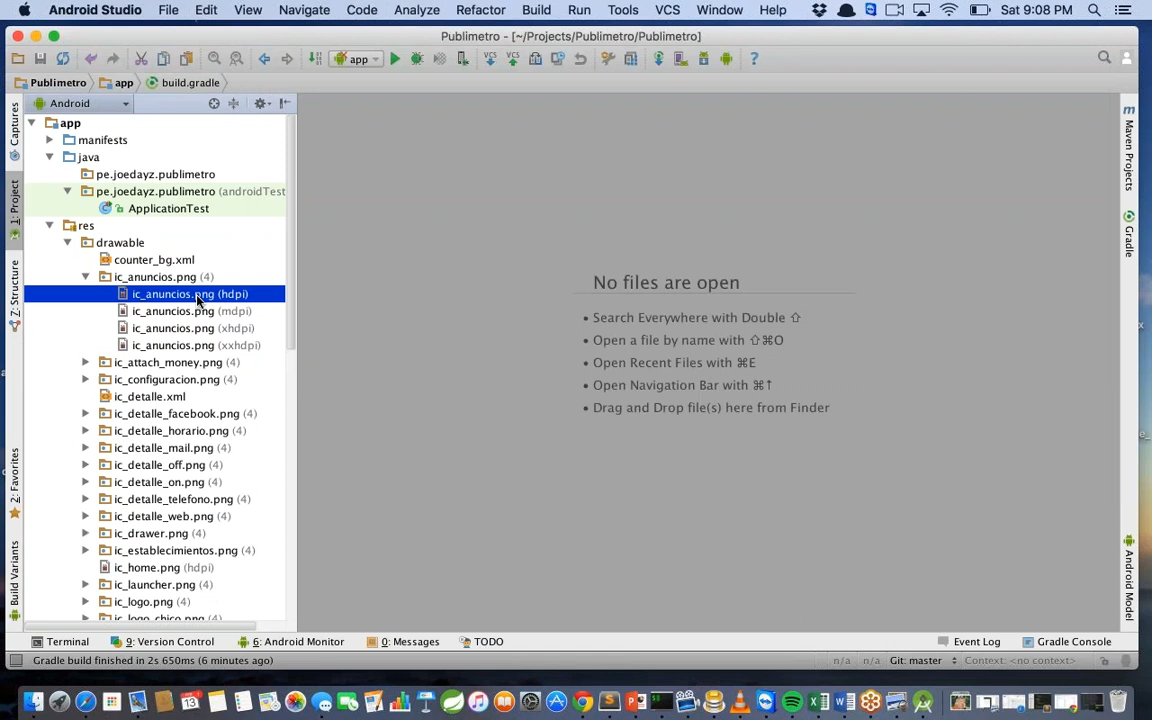 Android Studio File Edit View Navigate Code Analyze Refactor Build Run Tools VCS Window Help Sat 9:08 PM
Publimetro - [~/Projects/Publimetro/Publimetro]
VCS VCS
app
Publimetro app build.gradle
Android
app
manifests
java
pe.joedayz.publimetro
pe.joedayz.publimetro (androidTest
ApplicationTest
res
drawable
counter_bg.xml
ic_anuncios.png (4)
ic_anuncios.png (hdpi)
ic_anuncios.png (mdpi)
ic_anuncios.png (xhdpi)
ic_anuncios.png (xxhdpi)
ic_attach_money.png (4)
ic_configuracion.png (4)
ic_detalle.xml
ic_detalle_facebook.png (4)
ic_detalle_horario.png (4)
ic_detalle_mail.png (4)
ic_detalle_off.png (4)
ic_detalle_on.png (4)
ic_detalle_telefono.png (4)
ic_detalle_web.png (4)
ic_drawer.png (4)
ic_establecimientos.png (4)
ic_home.png (hdpi)
ic_launcher.png (4)
ic_logo.png (4)
ic_logo_chico.png (4)
Captures
1: Project
7: Structure
2: Favorites
Build Variants
No files are open
• Search Everywhere with Double ⇧
• Open a file by name with ⇧⌘O
• Open Recent Files with ⌘E
• Open Navigation Bar with ⌘↑
• Drag and Drop file(s) here from Finder
m
Maven Projects
Gradle
Android Model
Terminal 9: Version Control 6: Android Monitor 0: Messages TODO Event Log Gradle Console
Gradle build finished in 2s 650ms (6 minutes ago) n/a n/a Git: master Context: <no context>